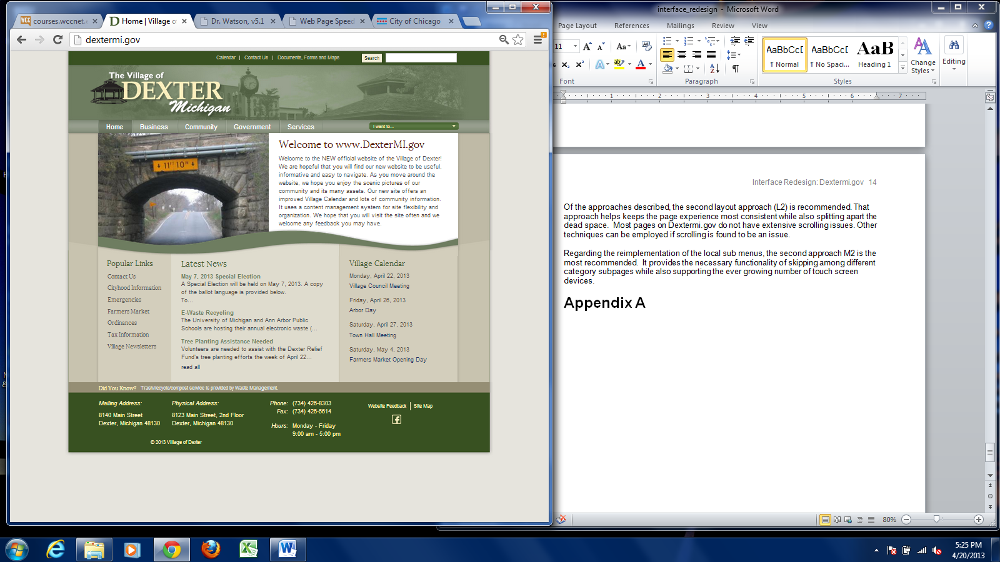 courses.wccnet.
Home | Village o
Dr. Watson, v5.1
Web Page Speed
City of Chicago
dextermi.gov
Calendar | Contact Us | Documents, Forms and Maps
Search
The Village of
DEXTER
Michigan
Home
Business
Community
Government
Services
I want to...
11FT 10IN
Welcome to www.DexterMI.gov
Welcome to the NEW official website of the Village of Dexter!
We are hopeful that you will find our new website to be useful,
informative and easy to navigate. As you move around the
website, we hope you enjoy the scenic pictures of our
community and its many assets. Our new site offers an
improved Village Calendar and lots of community information.
It uses a content management system for site flexibility and
organization. We hope that you will visit the site often and we
welcome any feedback you may have.
Popular Links
Contact Us
Cityhood Information
Emergencies
Farmers Market
Ordinances
Tax Information
Village Newsletters
Latest News
May 7, 2013 Special Election
A Special Election will be held on May 7, 2013. A copy
of the ballot language is provided below.
To...
E-Waste Recycling
The University of Michigan and Ann Arbor Public
Schools are hosting their annual electronic waste (...
Tree Planting Assistance Needed
Volunteers are needed to assist with the Dexter Relief
Fund's tree planting efforts the week of April 22...
read all
Village Calendar
Monday, April 22, 2013
Village Council Meeting
Friday, April 26, 2013
Arbor Day
Saturday, April 27, 2013
Town Hall Meeting
Saturday, May 4, 2013
Farmers Market Opening Day
Did You Know? Trash/recycle/compost service is provided by Waste Management.
Mailing Address:
8140 Main Street
Dexter, Michigan 48130
Physical Address:
8123 Main Street, 2nd Floor
Dexter, Michigan 48130
Phone: (734) 426-8303
Fax: (734) 426-5614
Hours: Monday - Friday
9:00 am - 5:00 pm
Website Feedback | Site Map
© 2013 Village of Dexter
interface_redesign - Microsoft Word
Page Layout
References
Mailings
Review
View
11
Aa
AaBbCcD
¶ Normal
AaBbCcD
¶ No Spaci...
AaB
Heading 1
Change
Styles
Editing
Font
Paragraph
Styles
1 2 3 4 5 6 7
Interface Redesign: Dextermi.gov 14
Of the approaches described, the second layout approach (L2) is recommended. That
approach helps keeps the page experience most consistent while also splitting apart the
dead space. Most pages on Dextermi.gov do not have extensive scrolling issues. Other
techniques can be employed if scrolling is found to be an issue.
Regarding the reimplementation of the local sub menus, the second approach M2 is the
most recommended. It provides the necessary functionality of skipping among different
category subpages while also supporting the ever growing number of touch screen
devices.
Appendix A
80%
5:25 PM
4/20/2013